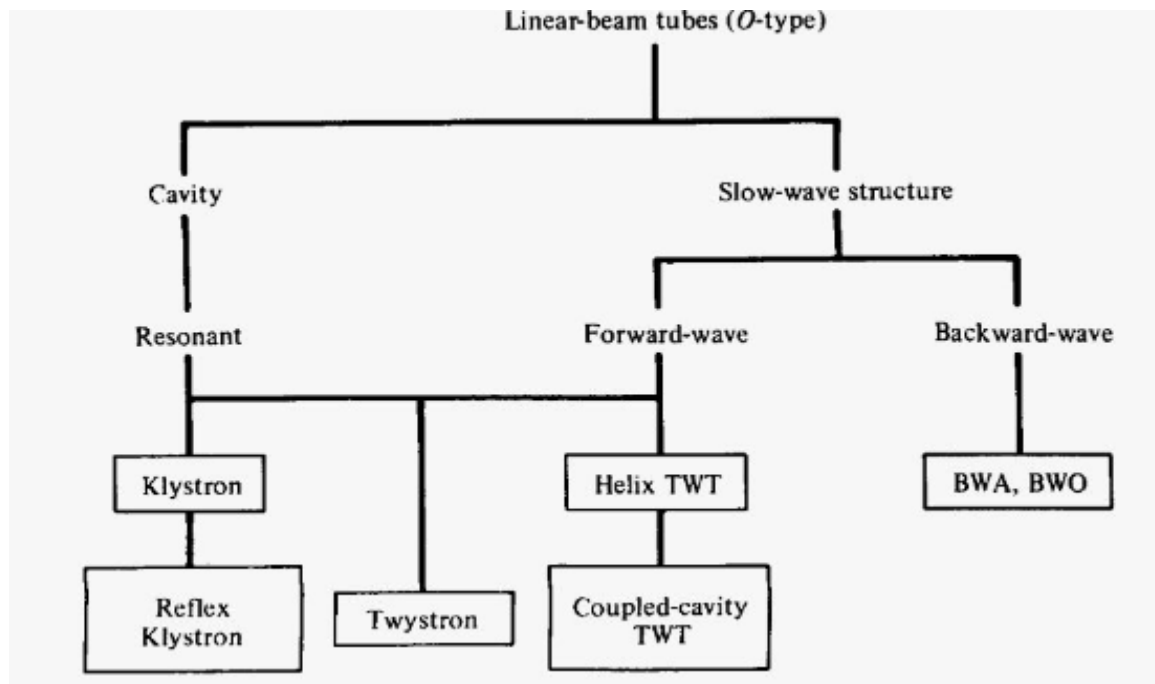 Linear-beam tubes (O-type)
Cavity
Slow-wave structure
Resonant
Forward-wave
Backward-wave
Klystron
Helix TWT
BWA, BWO
Reflex
Klystron
Twystron
Coupled-cavity
TWT